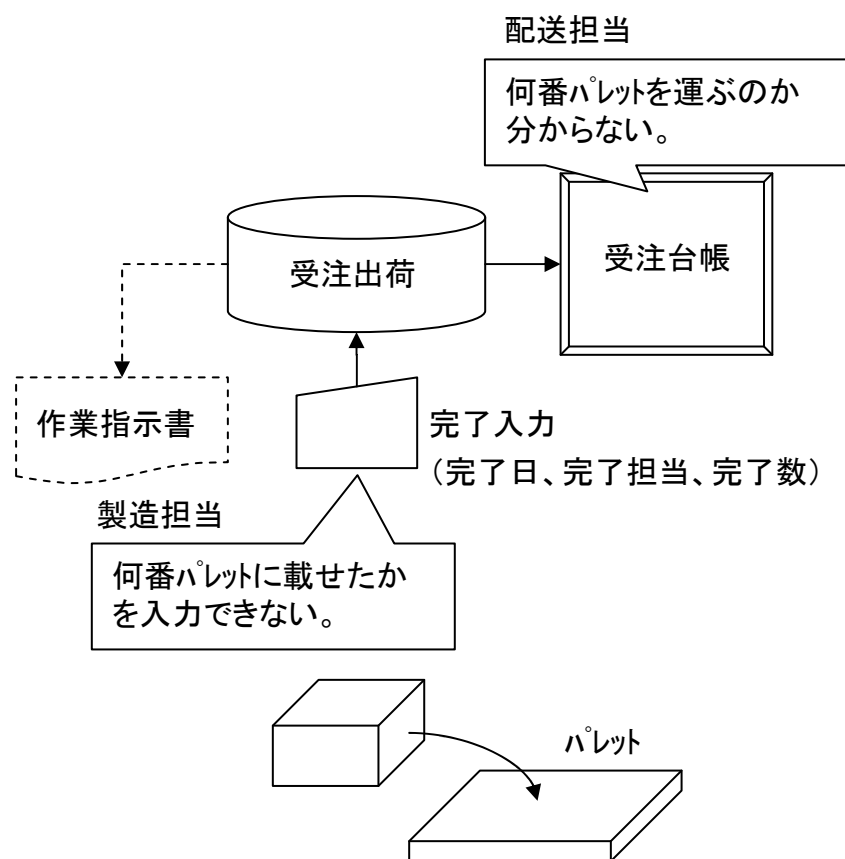 配送担当
何番パレットを運ぶのか
分からない。
受注出荷
受注台帳
作業指示書
完了入力
（完了日、完了担当、完了数）
製造担当
何番パレットに載せたか
を入力できない。
パレット